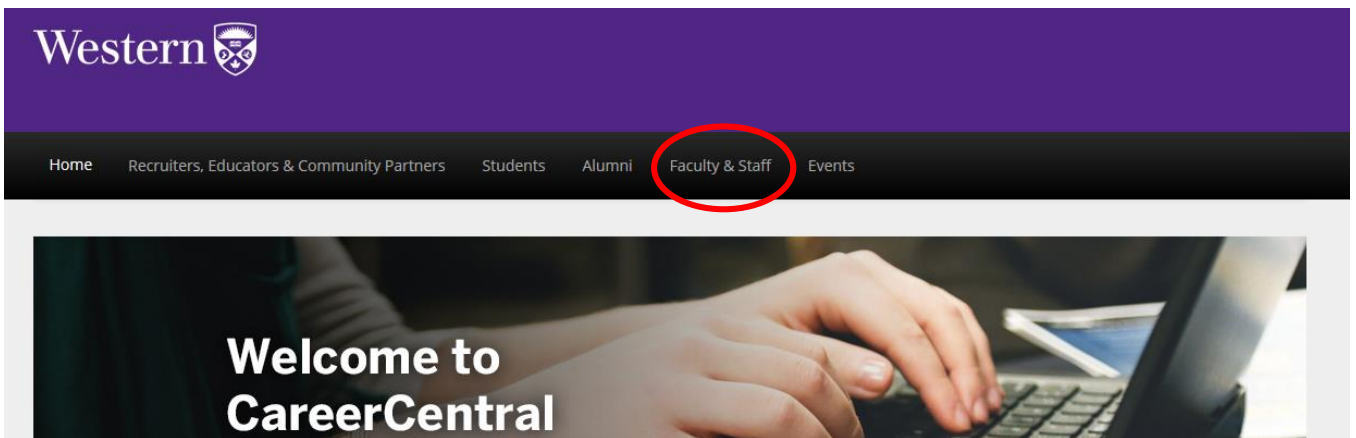 Western
Home Recruiters, Educators & Community Partners Students Alumni Faculty & Staff Events
Welcome to
CareerCentral